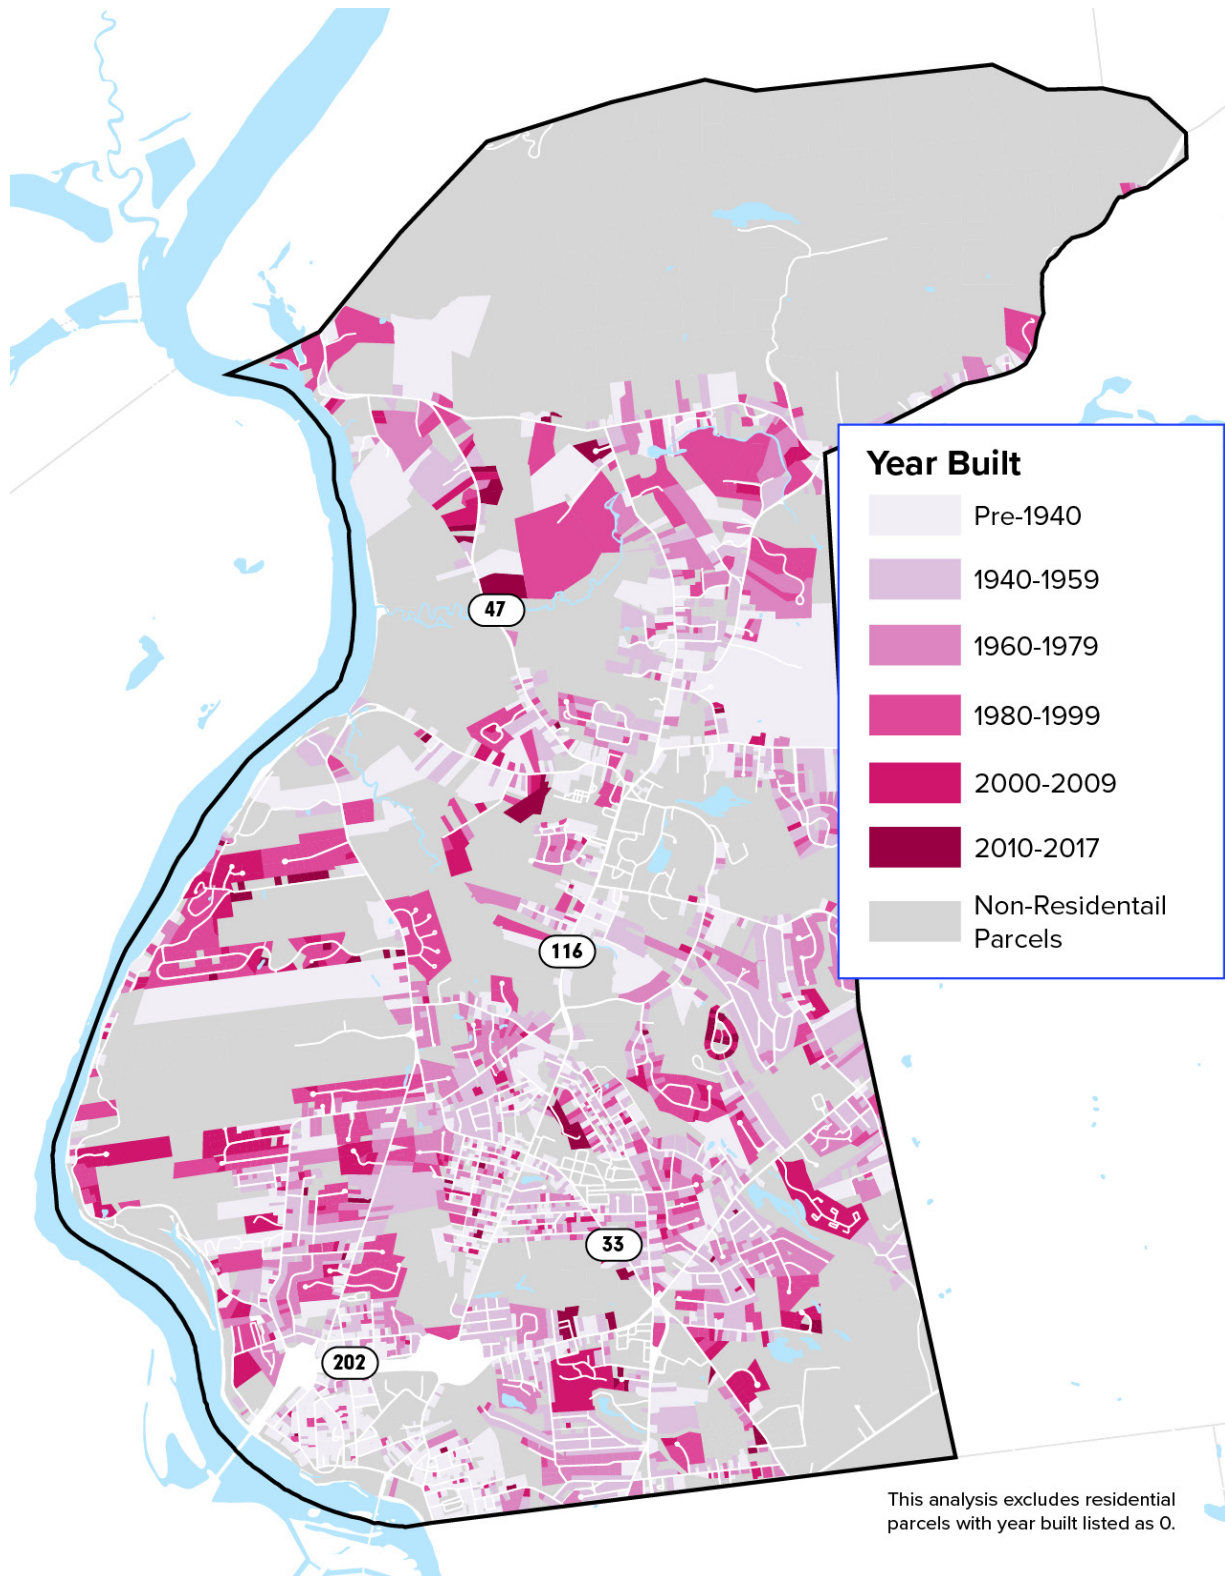 Year Built
Pre-1940
1940-1959
1960-1979
1980-1999
2000-2009
2010-2017
Non-Residentail
Parcels
47
116
33
202
This analysis excludes residential
parcels with year built listed as 0.